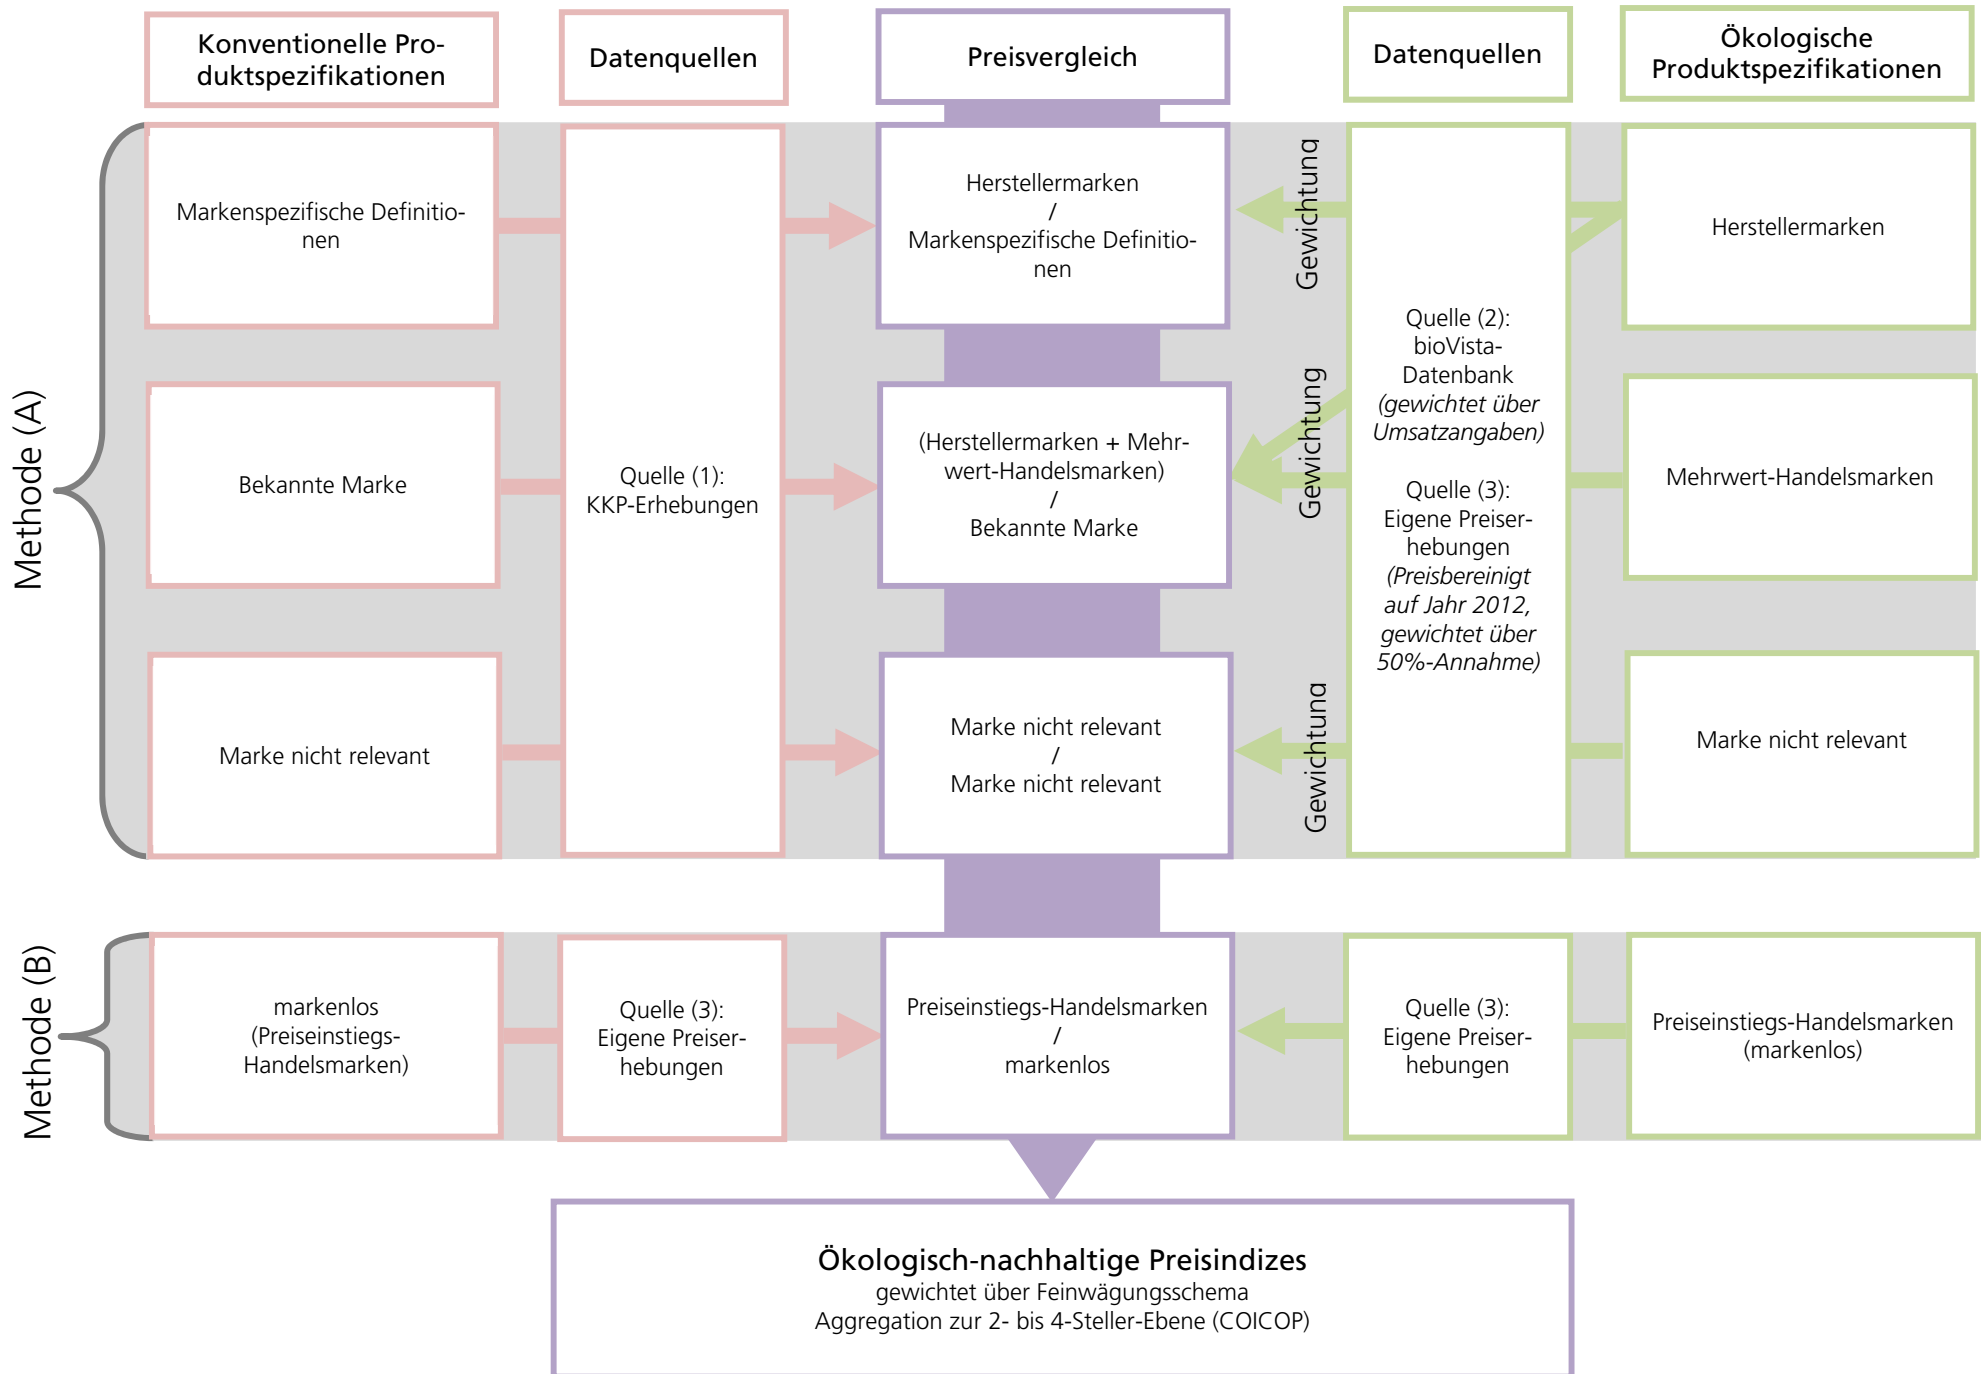 Konventionelle Pro-
duktspezifikationen
Datenquellen
Preisvergleich
Datenquellen
Ökologische
Produktspezifikationen
Methode (A)
Markenspezifische Definitio-
nen
Herstellermarken
/
Markenspezifische Definitio-
nen
Gewichtung
Herstellermarken
Bekannte Marke
Quelle (1):
KKP-Erhebungen
(Herstellermarken + Mehr-
wert-Handelsmarken)
/
Bekannte Marke
Gewichtung
Quelle (2):
bioVista-
Datenbank
(gewichtet über
Umsatzangaben)
Quelle (3):
Eigene Preiser-
hebungen
(Preisbereinigt
auf Jahr 2012,
gewichtet über
50%-Annahme)
Mehrwert-Handelsmarken
Marke nicht relevant
Marke nicht relevant
/
Marke nicht relevant
Gewichtung
Marke nicht relevant
Methode (B)
markenlos
(Preiseinstiegs-
Handelsmarken)
Quelle (3):
Eigene Preiser-
hebungen
Preiseinstiegs-Handelsmarken
/
markenlos
Quelle (3):
Eigene Preiser-
hebungen
Preiseinstiegs-Handelsmarken
(markenlos)
Ökologisch-nachhaltige Preisindizes
gewichtet über Feinwägungsschema
Aggregation zur 2- bis 4-Steller-Ebene (COICOP)